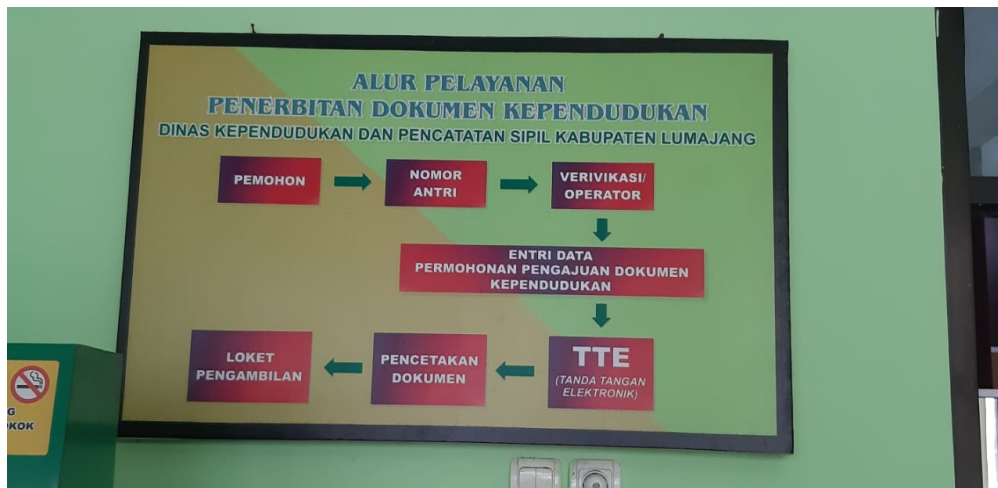 ALUR PELAYANAN
PENERBITAN DOKUMEN KEPENDUDUKAN
DINAS KEPENDUDUKAN DAN PENCATATAN SIPIL KABUPATEN LUMAJANG
PEMOHON
NOMOR
ANTRI
VERIVIKASI/
OPERATOR
ENTRI DATA
PERMOHONAN PENGAJUAN DOKUMEN
KEPENDUDUKAN
TTE
(TANDA TANGAN
ELEKTRONIK)
PENCETAKAN
DOKUMEN
LOKET
PENGAMBILAN